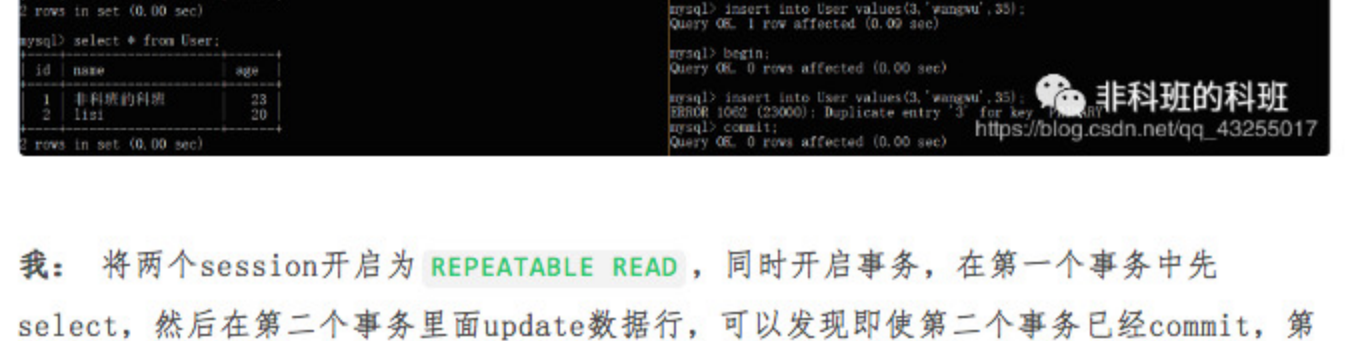 2 rows in set (0.00 sec)
mysql> select * from User;
id name age
1 非科班的科班 23
2 lisi 20
2 rows in set (0.00 sec)
mysql> insert into User values(3,'wangwu',35);
Query OK, 1 row affected (0.09 sec)
mysql> begin;
Query OK, 0 rows affected (0.00 sec)
mysql> insert into User values(3,'wangwu',35);
ERROR 1062 (23000): Duplicate entry '3' for key 'PRIMARY'
mysql> commit;
Query OK, 0 rows affected (0.00 sec)
非科班的科班
https://blog.csdn.net/qq_43255017
我： 将两个session开启为 REPEATABLE READ ，同时开启事务，在第一个事务中先
select，然后在第二个事务里面update数据行，可以发现即使第二个事务已经commit，第